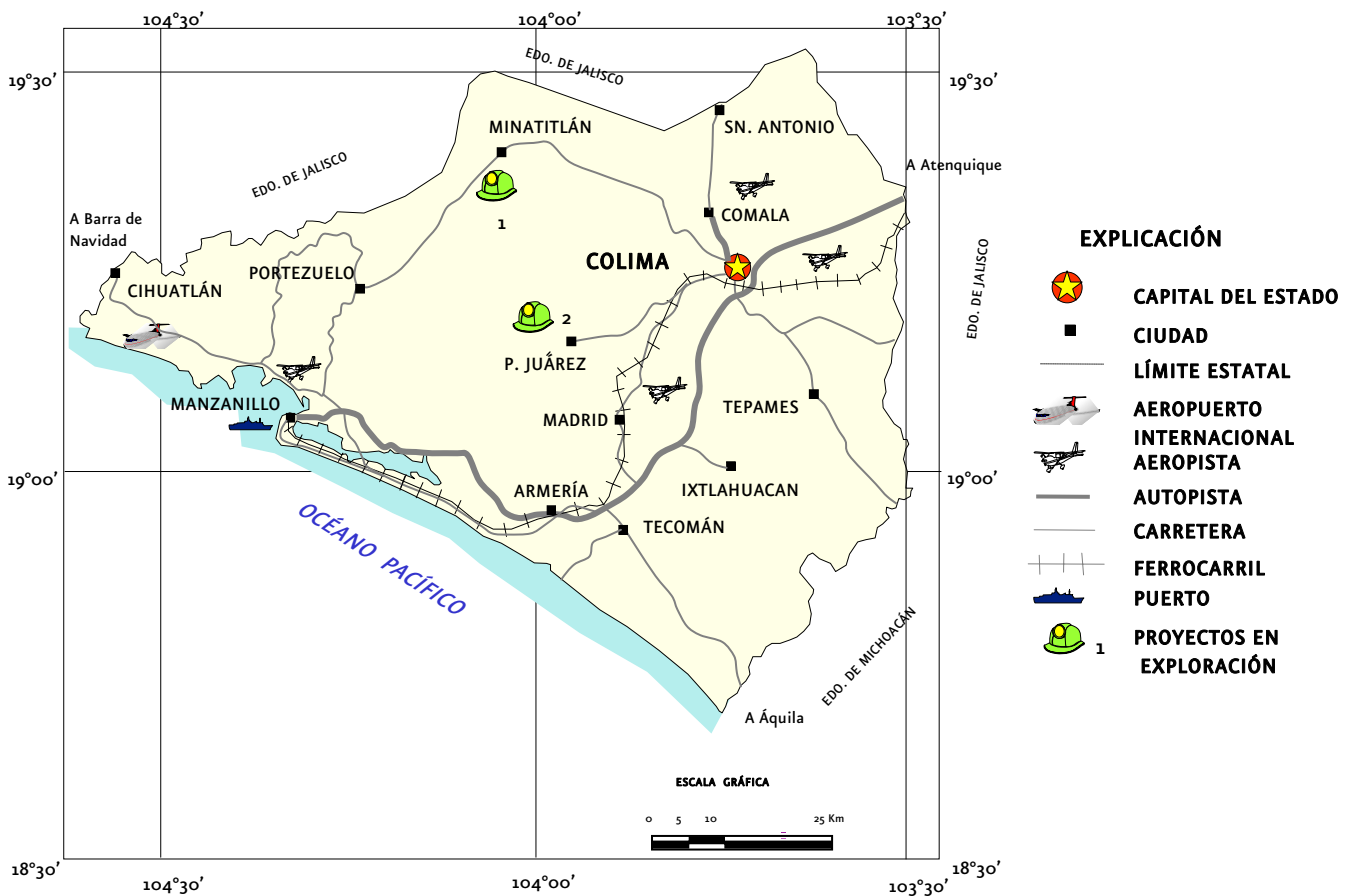 104°30'
104°00'
103°30'
19°30'
19°30'
EDO. DE JALISCO
MINATITLÁN
SN. ANTONIO
EDO. DE JALISCO
A Atenquique
A Barra de
Navidad
1
COMALA
COLIMA
PORTEZUELO
CIHUATLÁN
EDO. DE JALISCO
2
P. JUÁREZ
MANZANILLO
MADRID
TEPAMES
19°00'
19°00'
ARMERÍA
IXTLAHUACAN
TECOMÁN
OCÉANO PACÍFICO
EDO. DE MICHOACÁN
A Áquila
ESCALA GRÁFICA
0 5 10 25 Km
18°30'
18°30'
104°30'
104°00'
103°30'
EXPLICACIÓN
CAPITAL DEL ESTADO
CIUDAD
LÍMITE ESTATAL
AEROPUERTO
INTERNACIONAL
AEROPISTA
AUTOPISTA
CARRETERA
FERROCARRIL
PUERTO
1 PROYECTOS EN
EXPLORACIÓN